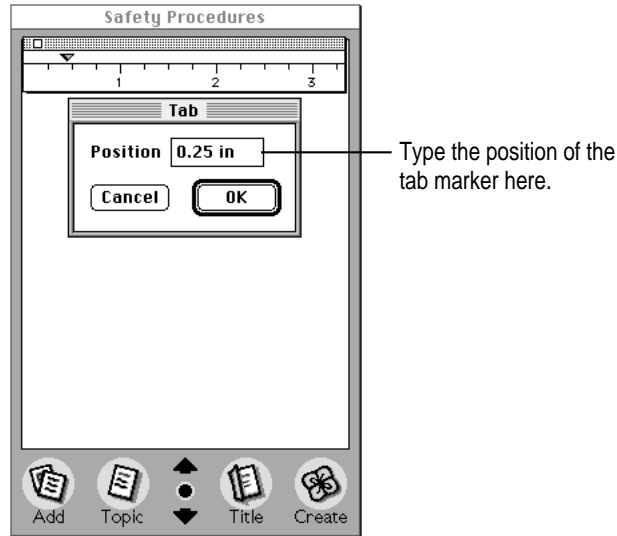 Safety Procedures
1 2 3
Tab
Position 0.25 in
Type the position of the
tab marker here.
Cancel OK
Add Topic Title Create